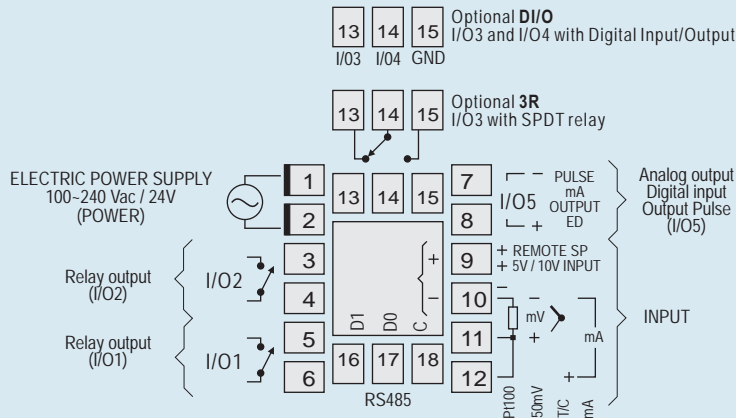 13 14 15
I/03 I/04 GND
Optional DI/O
I/O3 and I/O4 with Digital Input/Output
13 14 15
Optional 3R
I/O3 with SPDT relay
ELECTRIC POWER SUPPLY
100~240 Vac / 24V
(POWER)
1
2
13 14 15
7
8
I/O5
−
+
PULSE
mA
OUTPUT
ED
Analog output
Digital input
Output Pulse
(I/O5)
Relay output
(I/O2)
I/O2
3
4
Relay output
(I/O1)
I/O1
5
6
+
−
D1
D0
C
16 17 18
RS485
9
+ REMOTE SP
+ 5V / 10V INPUT
−
10
11
12
−
mV
+
mA
+
Pt100
50mV
T/C
mA
INPUT